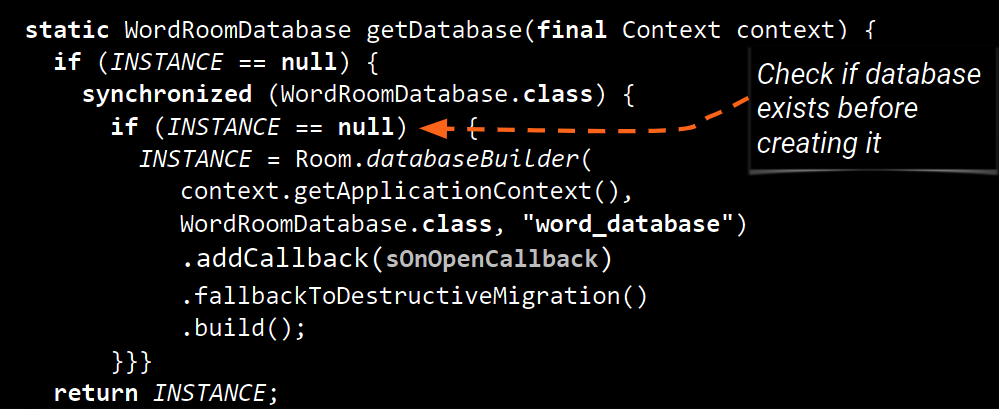 static WordRoomDatabase getDatabase(final Context context) {
if (INSTANCE == null) {
synchronized (WordRoomDatabase.class) {
if (INSTANCE == null) {
INSTANCE = Room.databaseBuilder(
context.getApplicationContext(),
WordRoomDatabase.class, "word_database")
.addCallback(sOnOpenCallback)
.fallbackToDestructiveMigration()
.build();
}}}
return INSTANCE;
Check if database
exists before
creating it